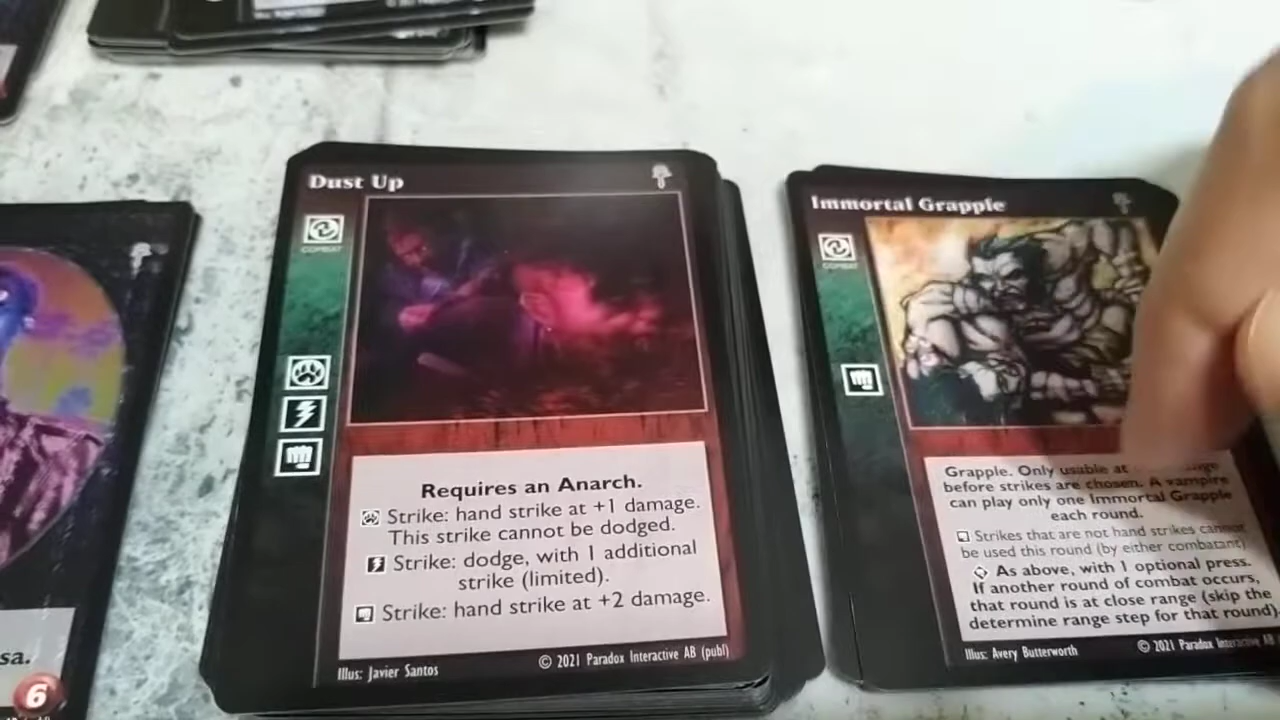 Dust Up
COMBAT
Requires an Anarch.
Strike: hand strike at +1 damage.
This strike cannot be dodged.
Strike: dodge, with 1 additional
strike (limited).
Strike: hand strike at +2 damage.
Illus: Javier Santos
© 2021 Paradox Interactive AB (publ)
Immortal Grapple
COMBAT
Grapple. Only usable at
before strikes are chosen. A vampire
can play only one Immortal Grapple
each round.
Strikes that are not hand strikes cannot
be used this round (by either combatant)
As above, with 1 optional press.
If another round of combat occurs,
that round is at close range (skip the
determine range step for that round)
Illus: Avery Butterworth
© 2021 Paradox Interactive AB
sa.
6